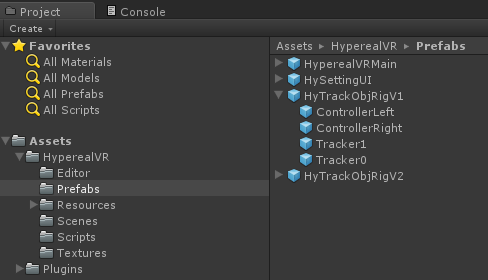 Project
Console
Create
Favorites
All Materials
All Models
All Prefabs
All Scripts
Assets
HyperealVR
Editor
Prefabs
Resources
Scenes
Scripts
Textures
Plugins
Assets HyperealVR Prefabs
HyperealVRMain
HySettingUI
HyTrackObjRigV1
ControllerLeft
ControllerRight
Tracker1
Tracker0
HyTrackObjRigV2